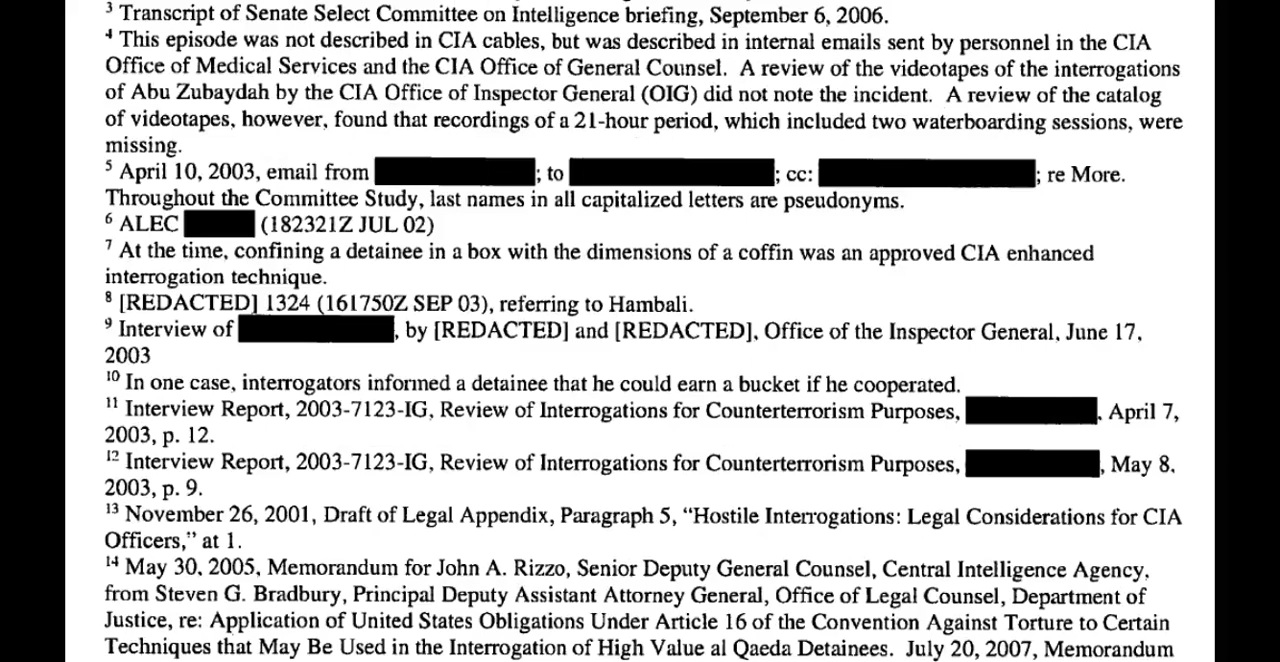 3 Transcript of Senate Select Committee on Intelligence briefing, September 6, 2006.
4 This episode was not described in CIA cables, but was described in internal emails sent by personnel in the CIA
Office of Medical Services and the CIA Office of General Counsel. A review of the videotapes of the interrogations
of Abu Zubaydah by the CIA Office of Inspector General (OIG) did not note the incident. A review of the catalog
of videotapes, however, found that recordings of a 21-hour period, which included two waterboarding sessions, were
missing.
5 April 10, 2003, email from ; to ; cc: ; re More.
Throughout the Committee Study, last names in all capitalized letters are pseudonyms.
6 ALEC (182321Z JUL 02)
7 At the time, confining a detainee in a box with the dimensions of a coffin was an approved CIA enhanced
interrogation technique.
8 [REDACTED] 1324 (161750Z SEP 03), referring to Hambali.
9 Interview of , by [REDACTED] and [REDACTED], Office of the Inspector General, June 17,
2003
10 In one case, interrogators informed a detainee that he could earn a bucket if he cooperated.
11 Interview Report, 2003-7123-IG, Review of Interrogations for Counterterrorism Purposes, , April 7,
2003, p. 12.
12 Interview Report, 2003-7123-IG, Review of Interrogations for Counterterrorism Purposes, , May 8,
2003, p. 9.
13 November 26, 2001, Draft of Legal Appendix, Paragraph 5, “Hostile Interrogations: Legal Considerations for CIA
Officers,” at 1.
14 May 30, 2005, Memorandum for John A. Rizzo, Senior Deputy General Counsel, Central Intelligence Agency,
from Steven G. Bradbury, Principal Deputy Assistant Attorney General, Office of Legal Counsel, Department of
Justice, re: Application of United States Obligations Under Article 16 of the Convention Against Torture to Certain
Techniques that May Be Used in the Interrogation of High Value al Qaeda Detainees. July 20, 2007, Memorandum